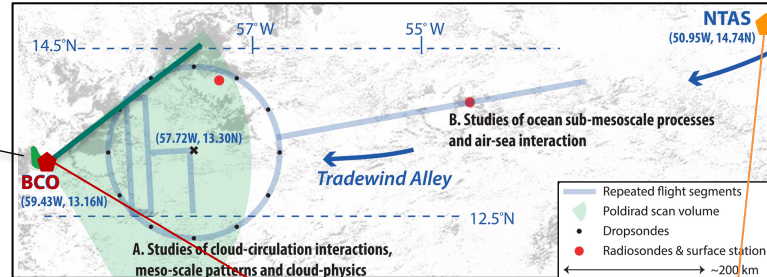 57°W
55°W
NTAS
(50.95W, 14.74N)
14.5°N
(57.72W, 13.30N)
B. Studies of ocean sub-mesoscale processes
and air-sea interaction
BCO
(59.43W, 13.16N)
Tradewind Alley
12.5°N
A. Studies of cloud-circulation interactions,
meso-scale patterns and cloud-physics
Repeated flight segments
Poldirad scan volume
Dropsondes
Radiosondes & surface station
~200 km